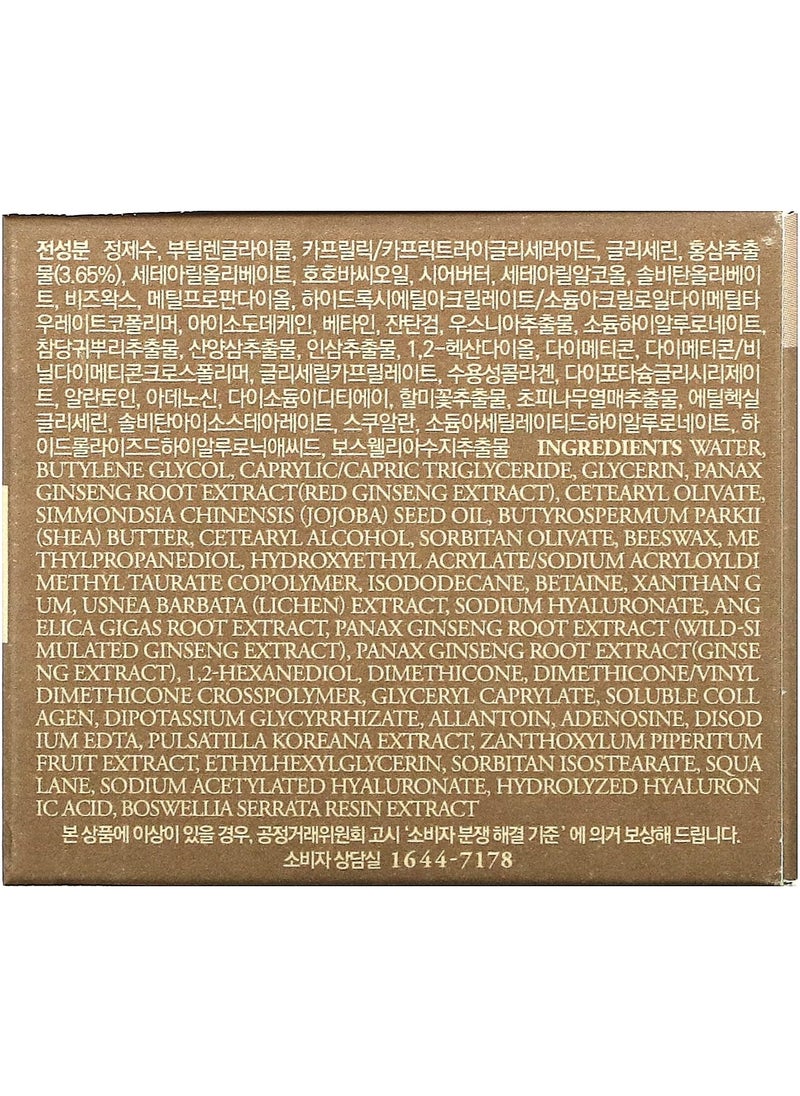 전성분 정제수, 부틸렌글라이콜, 카프릴릭/카프릭트라이글리세라이드, 글리세린, 홍삼추출
물(3.65%), 세테아릴올리베이트, 호호바씨오일, 시어버터, 세테아릴알코올, 솔비탄올리베이
트, 비즈왁스, 메틸프로판다이올, 하이드록시에틸아크릴레이트/소듐아크릴로일다이메틸타
우레이트코폴리머, 아이소도데케인, 베타인, 잔탄검, 우스니아추출물, 소듐하이알루로네이트,
참당귀뿌리추출물, 산양삼추출물, 인삼추출물, 1,2-헥산다이올, 다이메티콘, 다이메티콘/비
닐다이메티콘크로스폴리머, 글리세릴카프릴레이트, 수용성콜라겐, 다이포타슘글리시리제이
트, 알란토인, 아데노신, 다이소듐이디티에이, 할미꽃추출물, 초피나무열매추출물, 에틸헥실
글리세린, 솔비탄아이소스테아레이트, 스쿠알란, 소듐아세틸레이티드하이알루로네이트, 하
이드롤라이즈드하이알루로닉애씨드, 보스웰리아수지추출물 INGREDIENTS WATER,
BUTYLENE GLYCOL, CAPRYLIC/CAPRIC TRIGLYCERIDE, GLYCERIN, PANAX
GINSENG ROOT EXTRACT(RED GINSENG EXTRACT), CETEARYL OLIVATE,
SIMMONDSIA CHINENSIS (JOJOBA) SEED OIL, BUTYROSPERMUM PARKII
(SHEA) BUTTER, CETEARYL ALCOHOL, SORBITAN OLIVATE, BEESWAX, ME
THYLPROPANEDIOL, HYDROXYETHYL ACRYLATE/SODIUM ACRYLOYLDI
METHYL TAURATE COPOLYMER, ISODODECANE, BETAINE, XANTHAN G
UM, USNEA BARBATA (LICHEN) EXTRACT, SODIUM HYALURONATE, ANG
ELICA GIGAS ROOT EXTRACT, PANAX GINSENG ROOT EXTRACT (WILD-SI
MULATED GINSENG EXTRACT), PANAX GINSENG ROOT EXTRACT(GINSE
NG EXTRACT), 1,2-HEXANEDIOL, DIMETHICONE, DIMETHICONE/VINYL
DIMETHICONE CROSSPOLYMER, GLYCERYL CAPRYLATE, SOLUBLE COLL
AGEN, DIPOTASSIUM GLYCYRRHIZATE, ALLANTOIN, ADENOSINE, DISOD
IUM EDTA, PULSATILLA KOREANA EXTRACT, ZANTHOXYLUM PIPERITUM
FRUIT EXTRACT, ETHYLHEXYLGLYCERIN, SORBITAN ISOSTEARATE, SQUA
LANE, SODIUM ACETYLATED HYALURONATE, HYDROLYZED HYALURON
IC ACID, BOSWELLIA SERRATA RESIN EXTRACT
본 상품에 이상이 있을 경우, 공정거래위원회 고시 '소비자 분쟁 해결 기준' 에 의거 보상해 드립니다.
소비자 상담실 1644-7178